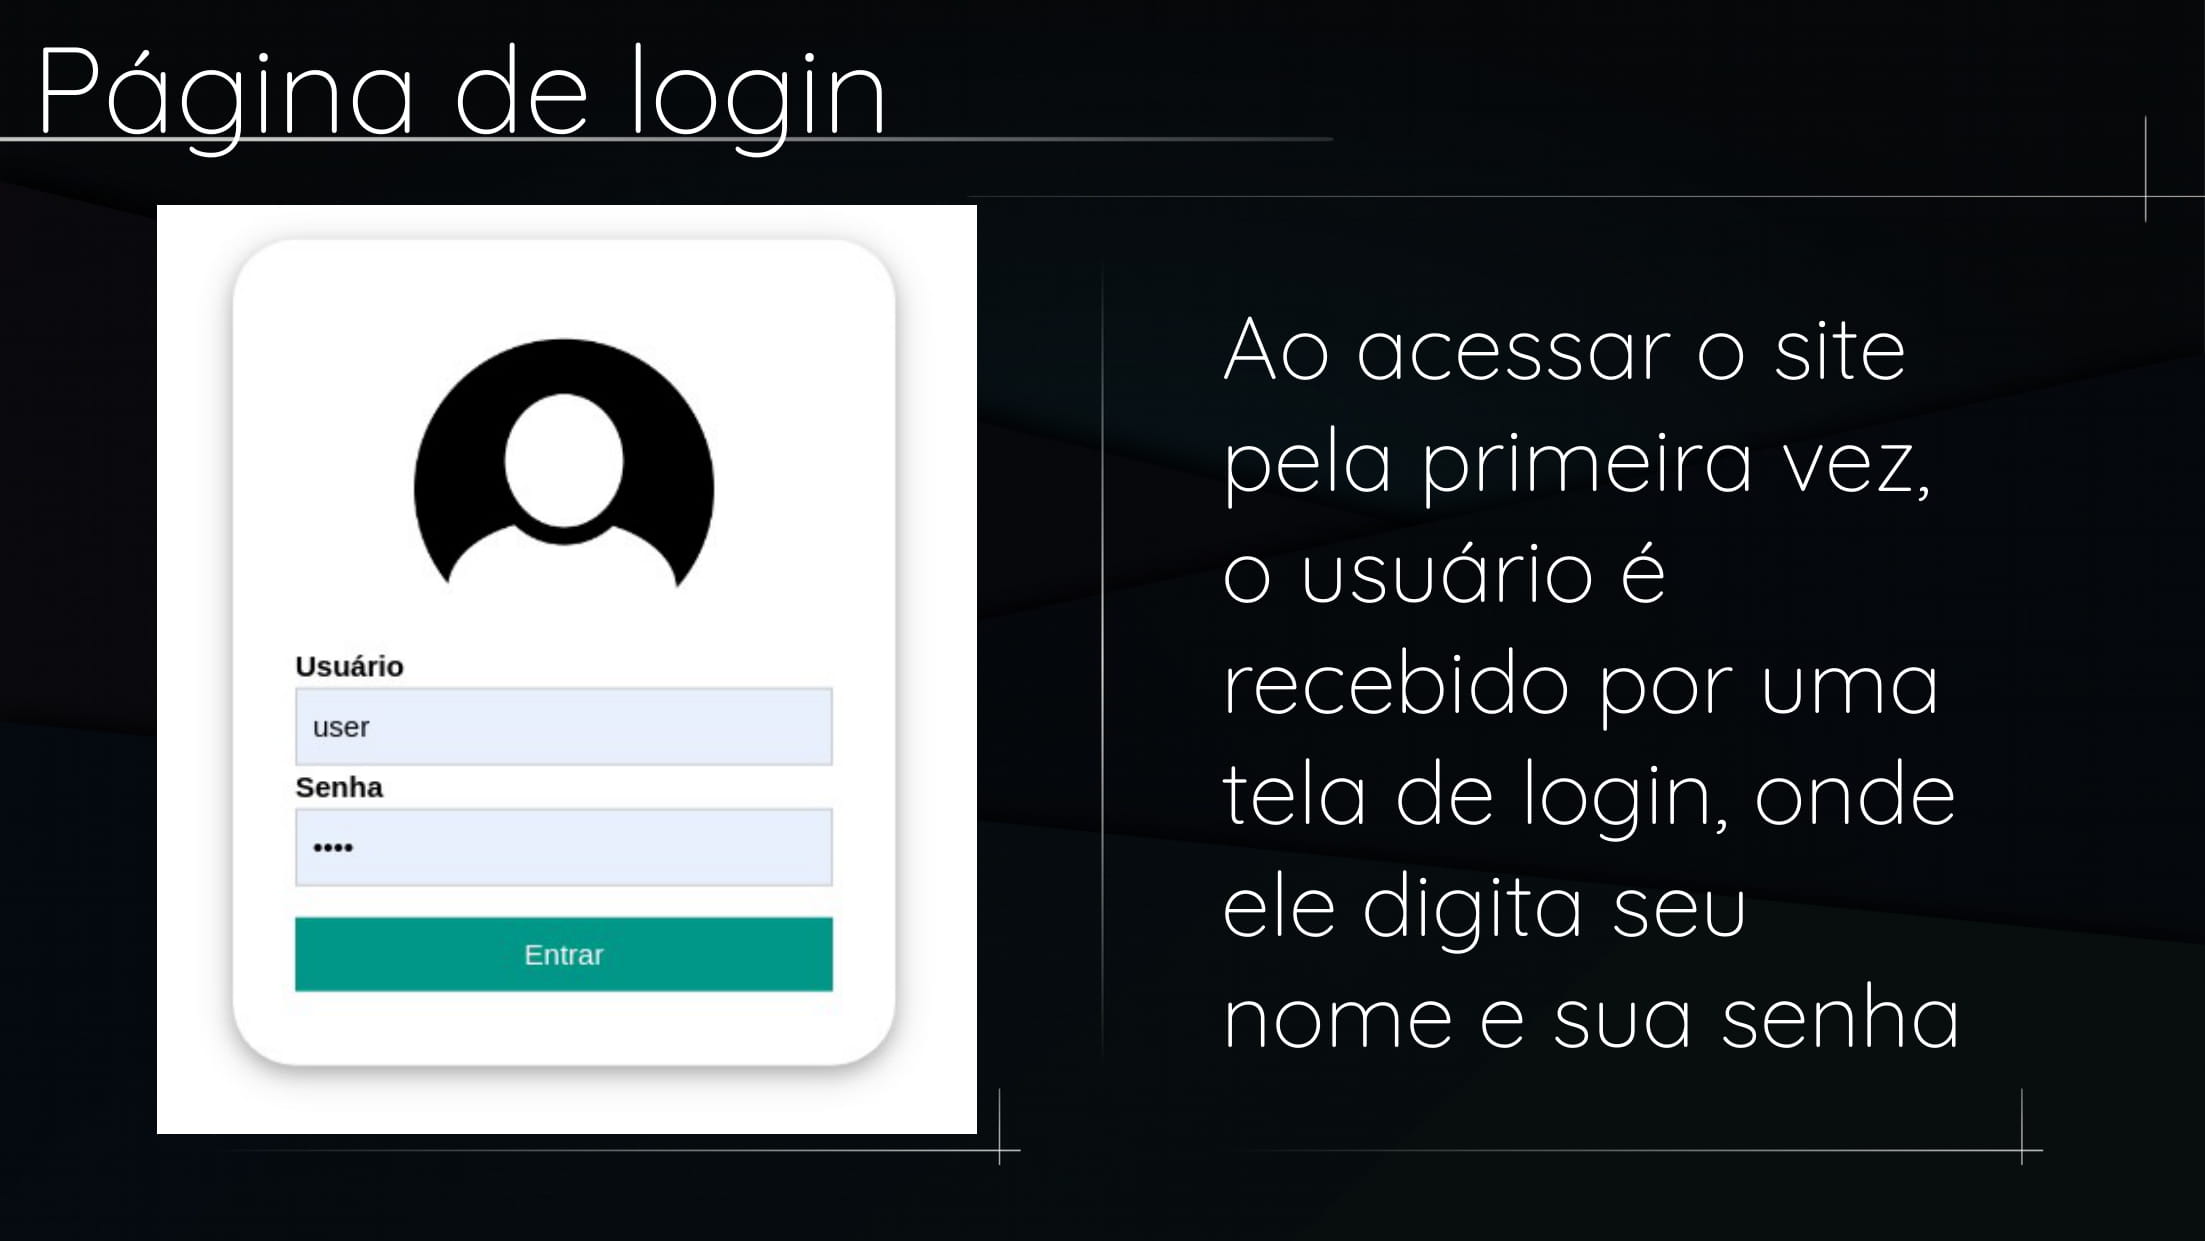 Página de login
Usuário
user
Senha
••••
Entrar
Ao acessar o site
pela primeira vez,
o usuário é
recebido por uma
tela de login, onde
ele digita seu
nome e sua senha